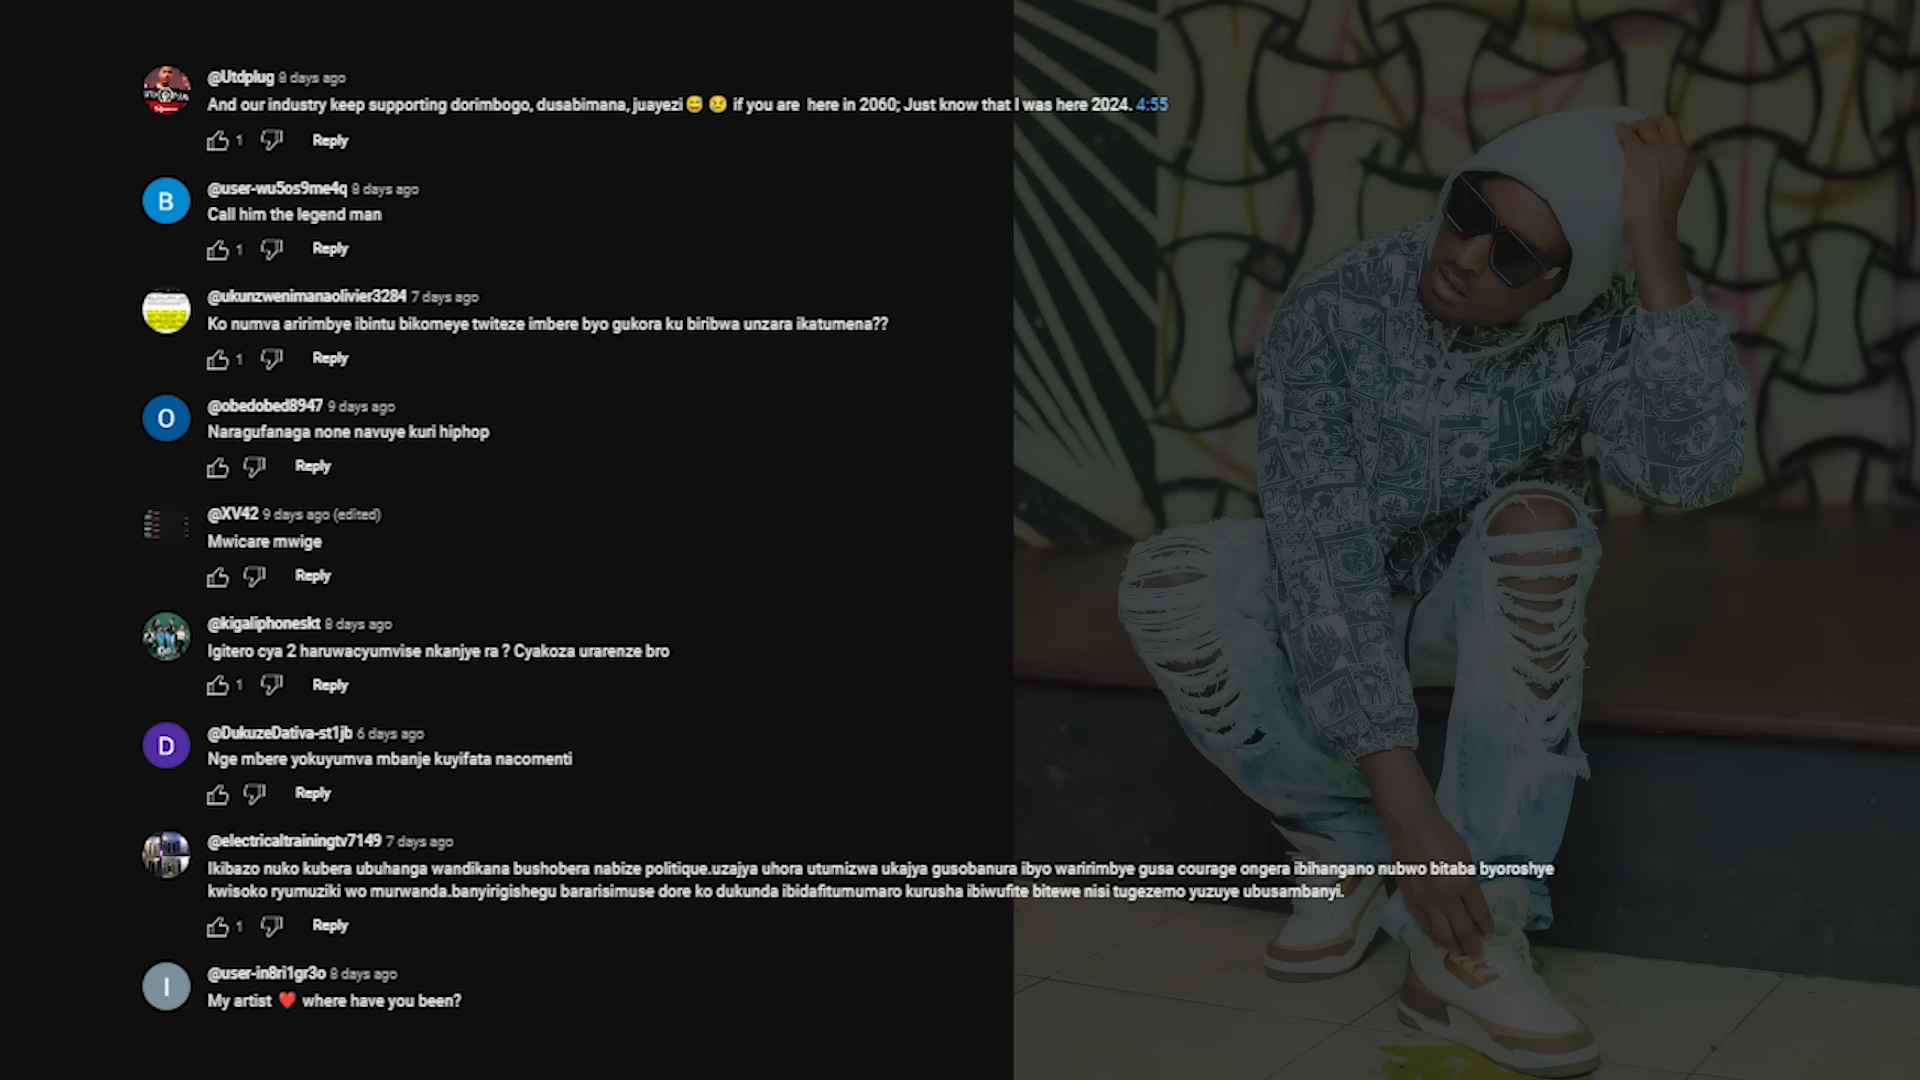 @Utdplug 8 days ago
And our industry keep supporting dorimbogo, dusabimana, juayezi😅 😢 if you are here in 2060; Just know that I was here 2024. 4:55
1 Reply
B @user-wu5os9me4q 8 days ago
Call him the legend man
1 Reply
@ukunzwenimanaolivier3284 7 days ago
Ko numva aririmbye ibintu bikomeye twiteze imbere byo gukora ku biribwa unzara ikatumena??
1 Reply
O @obedobed8947 9 days ago
Naragufanaga none navuye kuri hiphop
Reply
@XV42 9 days ago (edited)
Mwicare mwige
Reply
@kigaliphoneskt 8 days ago
Igitero cya 2 haruwacyumvise nkanjye ra ? Cyakoza urarenze bro
1 Reply
D @DukuzeDativa-st1jb 6 days ago
Nge mbere yokuyumva mbanje kuyifata nacomenti
Reply
@electricaltrainingtv7149 7 days ago
Ikibazo nuko kubera ubuhanga wandikana bushobera nabize politique.uzajya uhora utumizwa ukajya gusobanura ibyo waririmbye gusa courage ongera ibihangano nubwo bitaba byoroshye
kwisoko ryumuziki wo murwanda.banyirigishegu bararisimuse dore ko dukunda ibidafitumumaro kurusha ibiwufite bitewe nisi tugezemo yuzuye ubusambanyi.
1 Reply
I @user-in8ri1gr3o 8 days ago
My artist ❤️ where have you been?